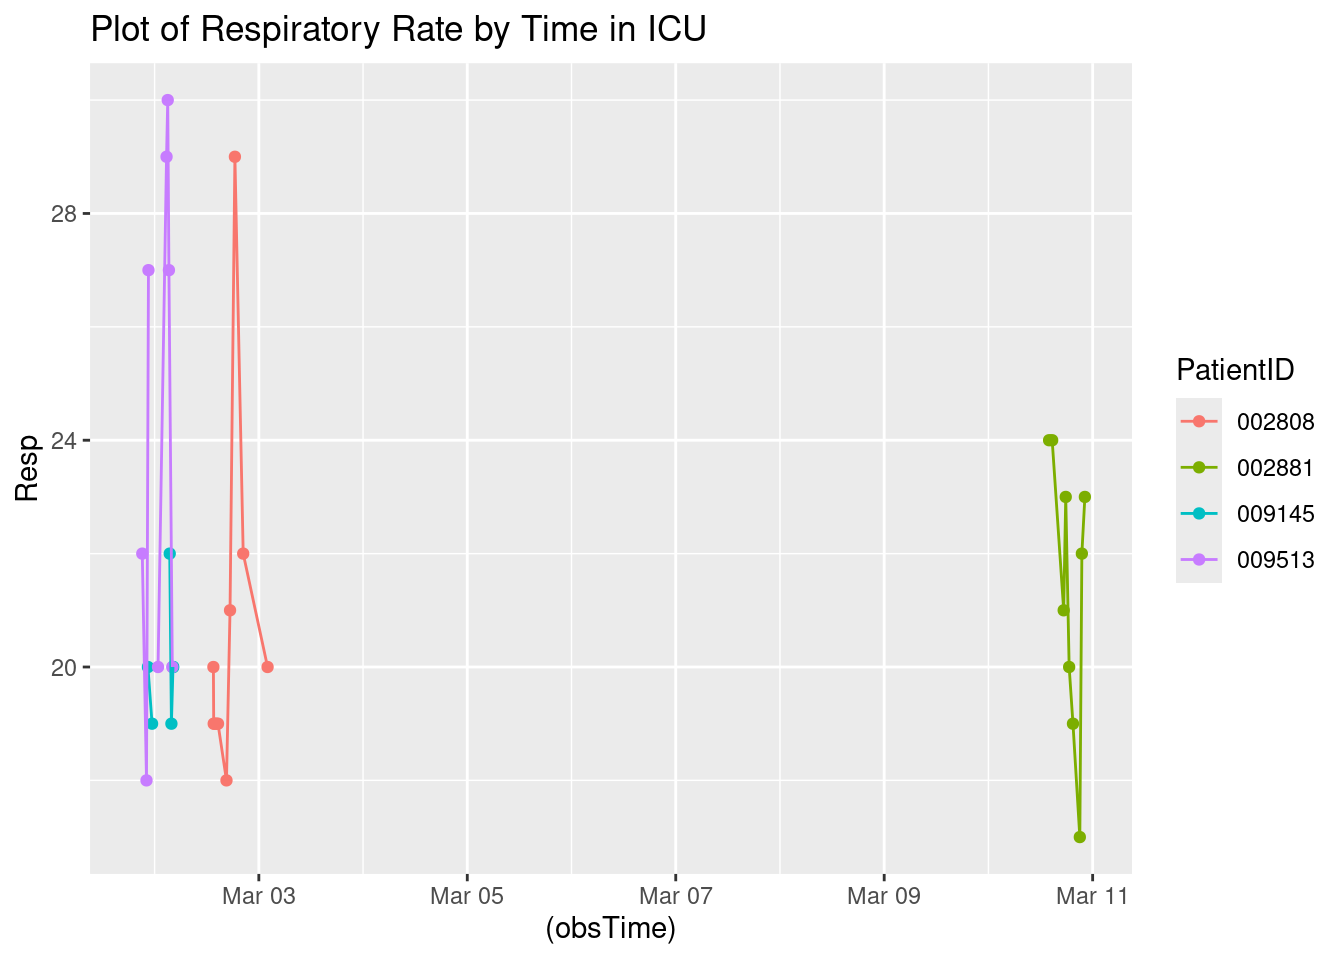 Plot of Respiratory Rate by Time in ICU
28
24
20
Resp
Mar 03 Mar 05 Mar 07 Mar 09 Mar 11
(obsTime)
PatientID
002808
002881
009145
009513